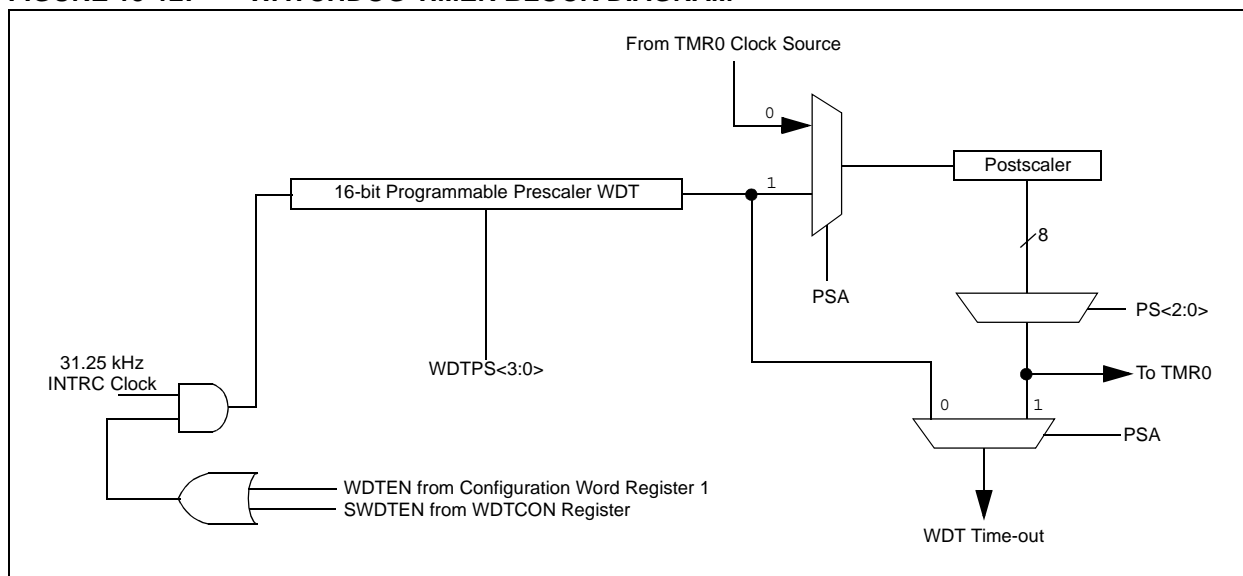 From TMR0 Clock Source
0
Postscaler
16-bit Programmable Prescaler WDT
1
8
PSA
PS<2:0>
31.25 kHz
INTRC Clock
WDTPS<3:0>
To TMR0
0
1
PSA
WDTEN from Configuration Word Register 1
SWDTEN from WDTCON Register
WDT Time-out